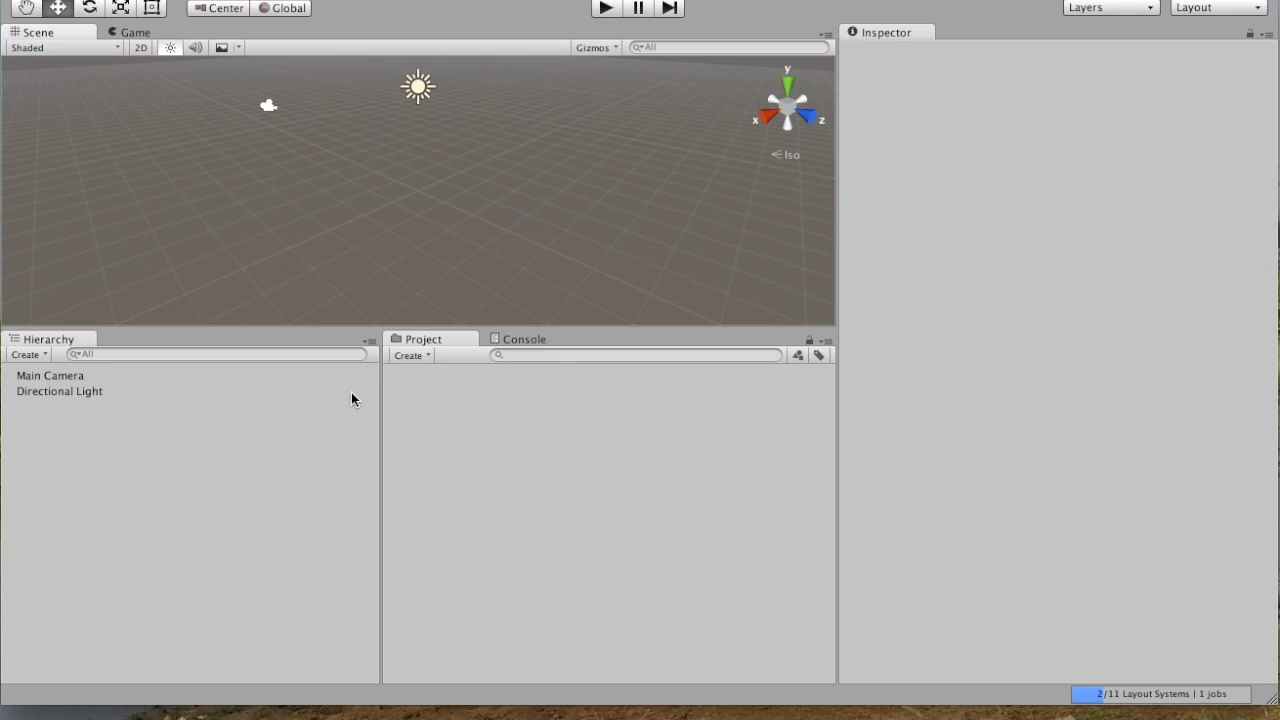 Center Global Layers Layout
Scene Game Inspector
Shaded 2D Gizmos All
y
x z
Iso
Hierarchy Project Console
Create All Create
Main Camera
Directional Light
2/11 Layout Systems | 1 jobs